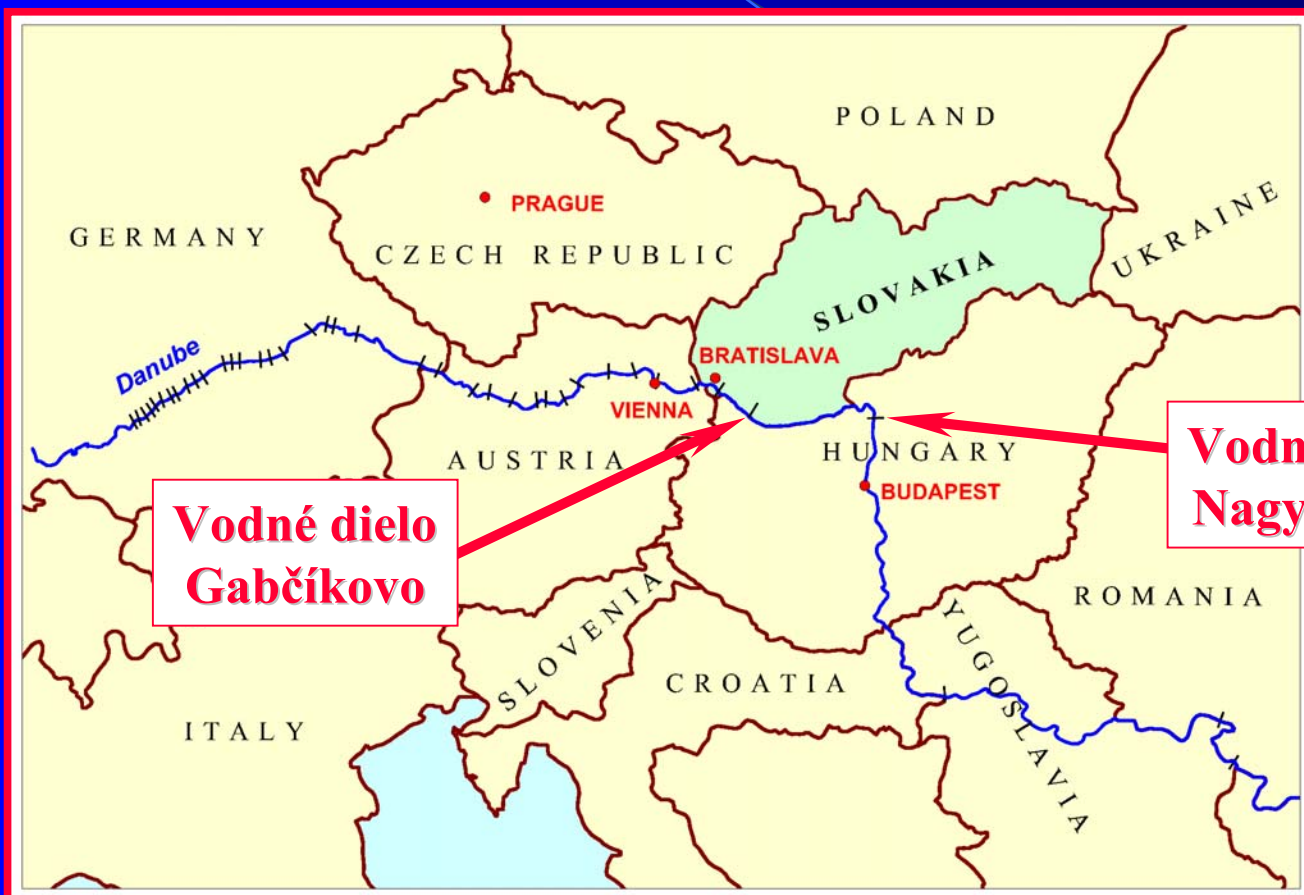 POLAND
PRAGUE
GERMANY
CZECH REPUBLIC
UKRAINE
SLOVAKIA
Danube
BRATISLAVA
VIENNA
AUSTRIA
HUNGARY
BUDAPEST
Vodné dielo
Gabčíkovo
Vodn
Nagy
SLOVENIA
YUGOSLAVIA
ROMANIA
CROATIA
ITALY